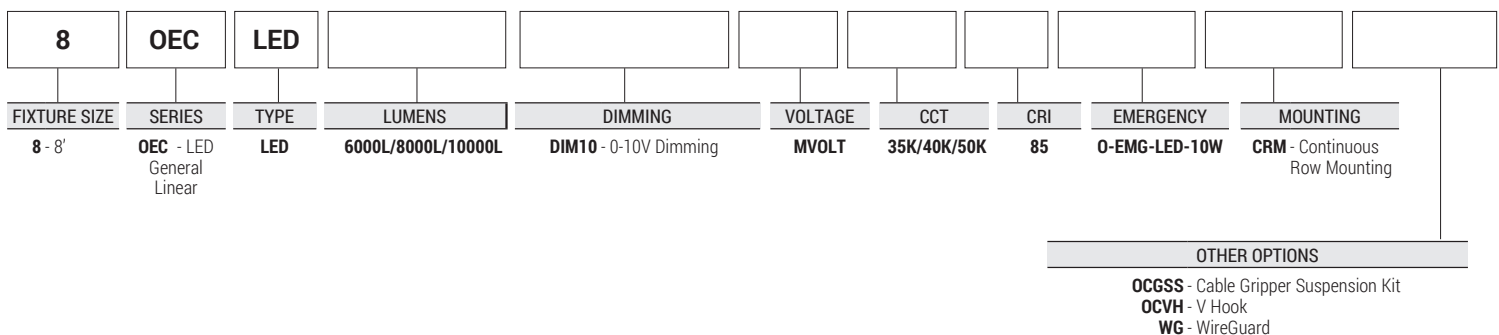 8 OEC LED
FIXTURE SIZE SERIES TYPE LUMENS DIMMING VOLTAGE CCT CRI EMERGENCY MOUNTING
8 - 8' OEC - LED LED 6000L/8000L/10000L DIM10 - 0-10V Dimming MVOLT 35K/40K/50K 85 O-EMG-LED-10W CRM - Continuous
General Row Mounting
Linear
OTHER OPTIONS
OCGSS - Cable Gripper Suspension Kit
OCVH - V Hook
WG - WireGuard